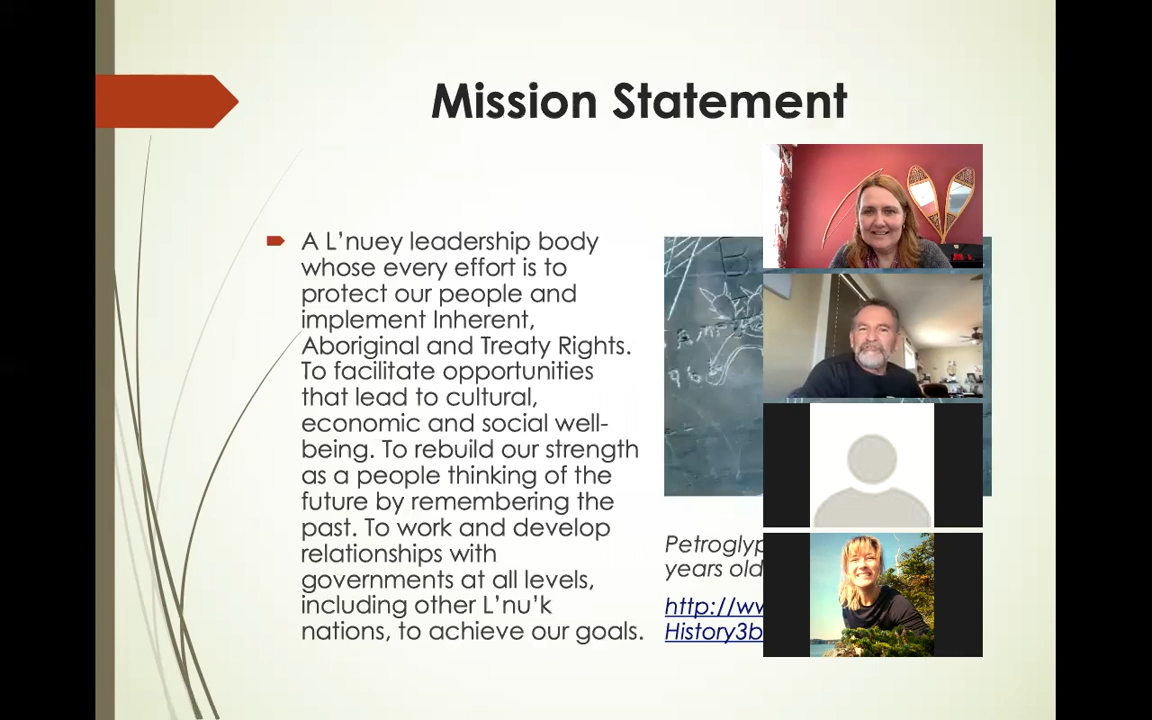 Mission Statement
A L’nuey leadership body
whose every effort is to
protect our people and
implement Inherent,
Aboriginal and Treaty Rights.
To facilitate opportunities
that lead to cultural,
economic and social well-
being. To rebuild our strength
as a people thinking of the
future by remembering the
past. To work and develop
relationships with
governments at all levels,
including other L’nu’k
nations, to achieve our goals.
years old
History3b